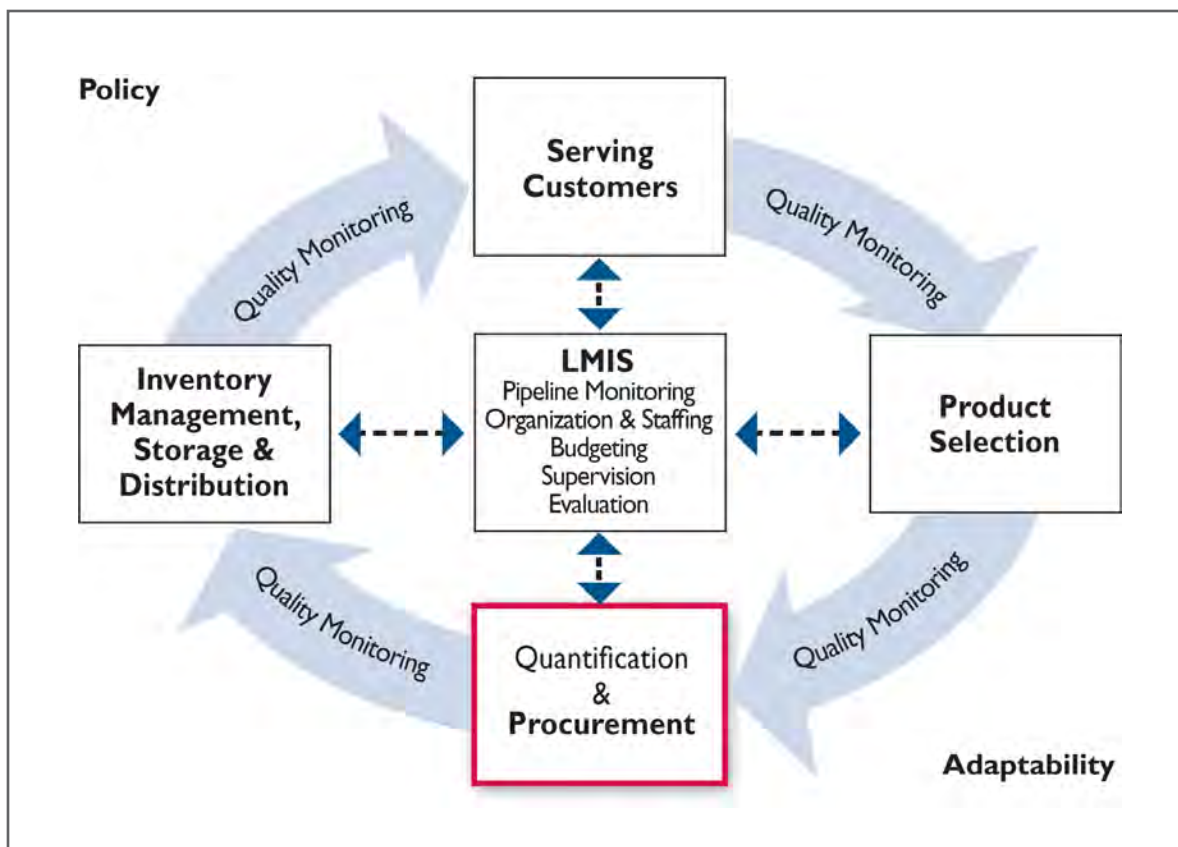 Policy
Serving
Customers
Quality Monitoring
Quality Monitoring
Inventory
Management,
Storage &
Distribution
LMIS
Pipeline Monitoring
Organization & Staffing
Budgeting
Supervision
Evaluation
Product
Selection
Quality Monitoring
Quality Monitoring
Quantification
&
Procurement
Adaptability